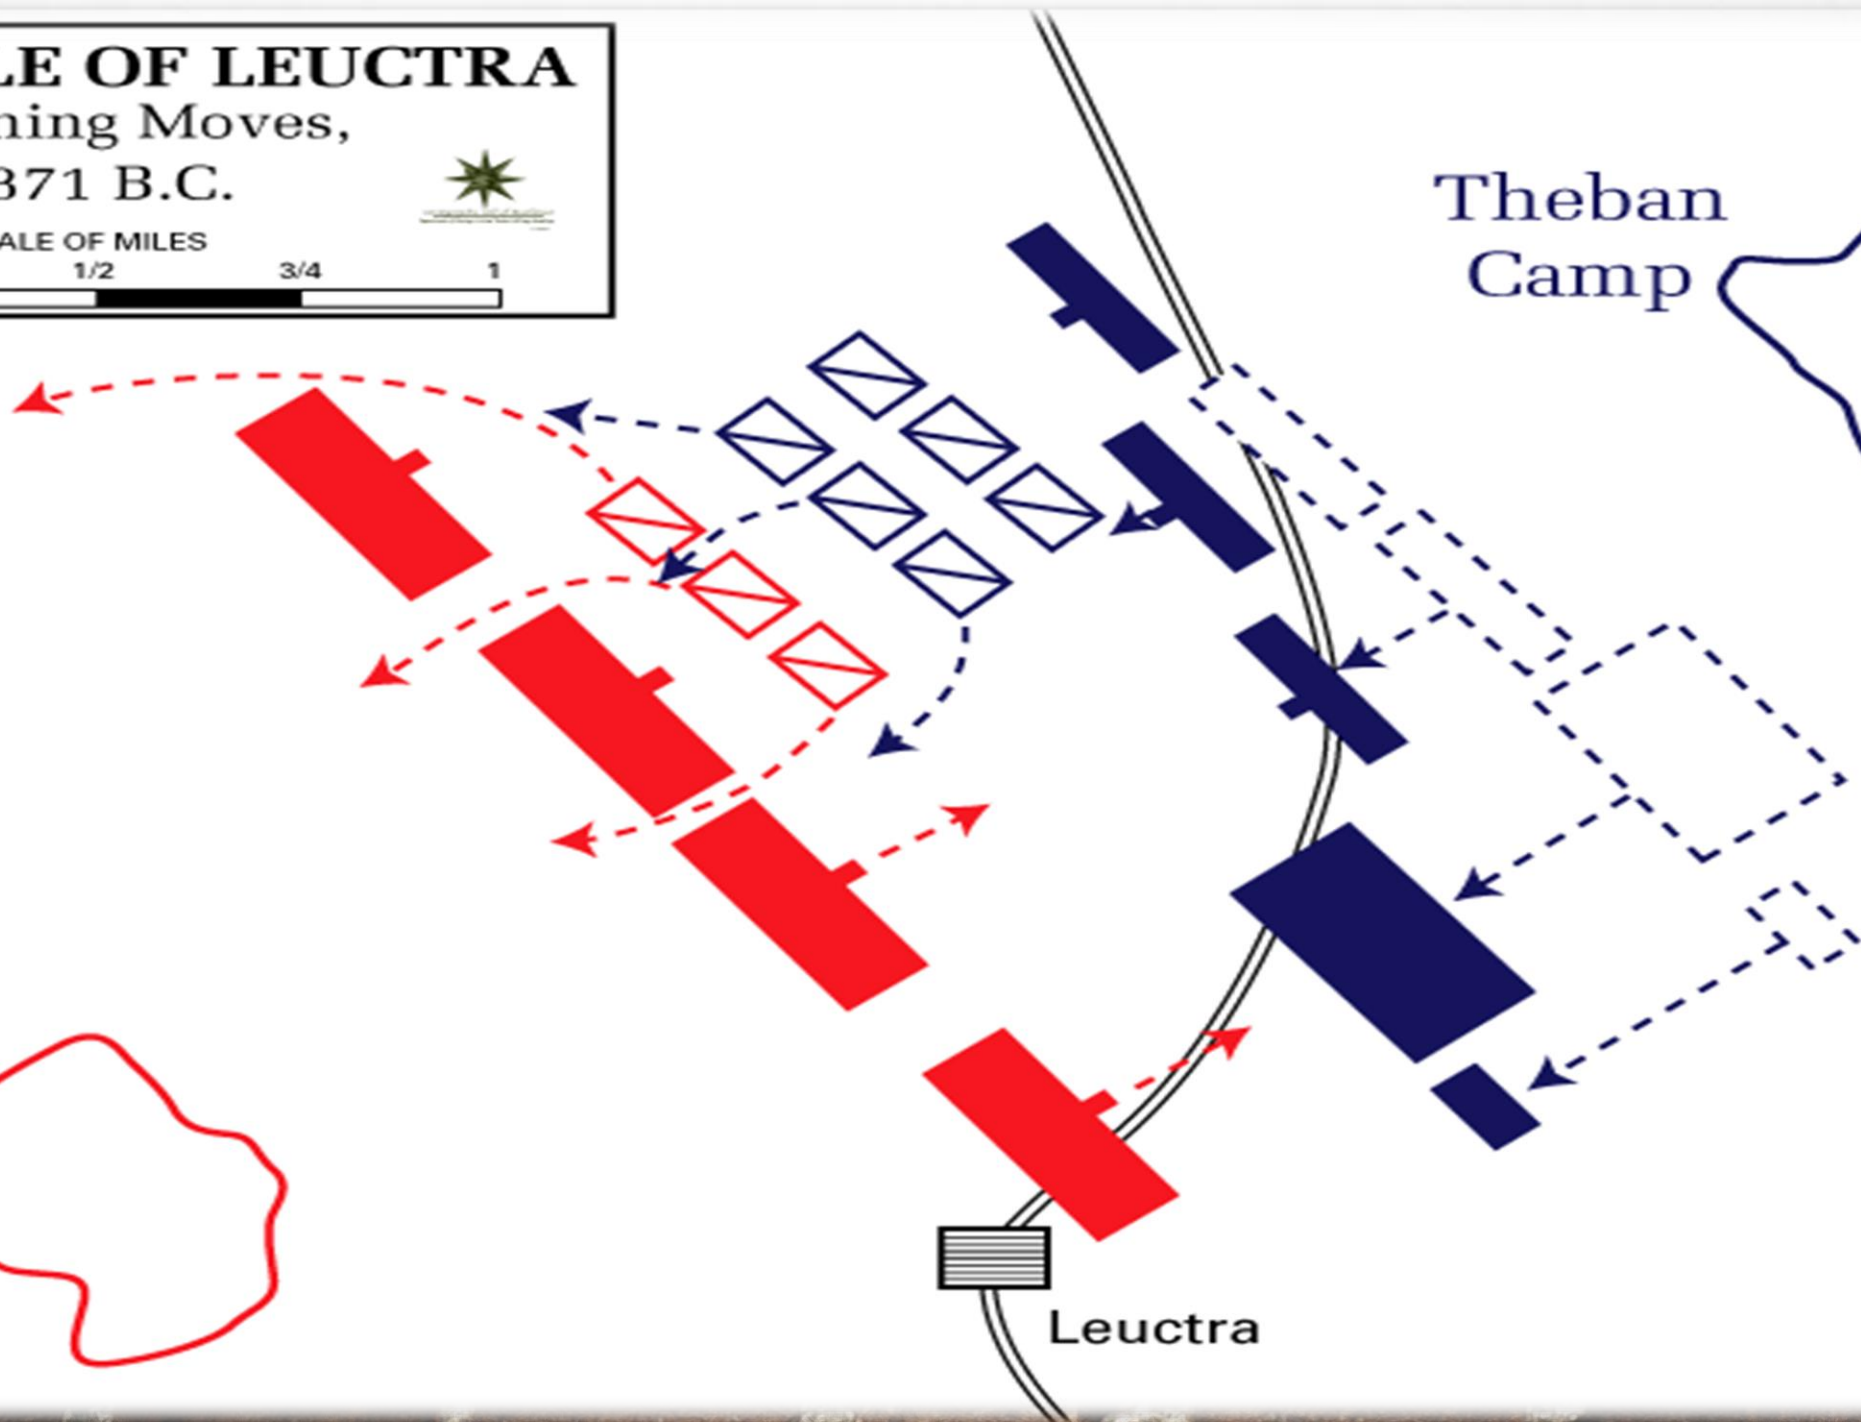 LE OF LEUCTRA
ning Moves,
371 B.C.
ALE OF MILES
1/2 3/4 1
Theban
Camp
Leuctra